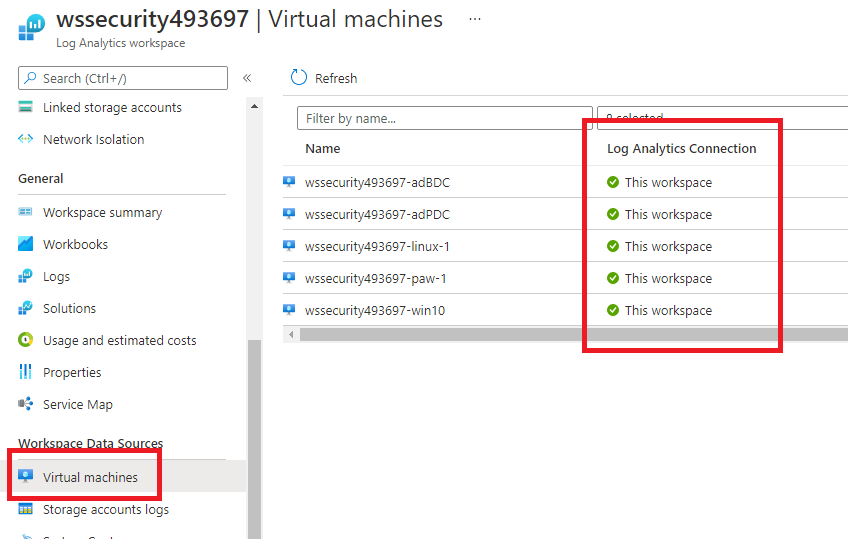 wssecurity493697 | Virtual machines ...
Log Analytics workspace
Search (Ctrl+/)
«
Linked storage accounts
Network Isolation
General
Workspace summary
Workbooks
Logs
Solutions
Usage and estimated costs
Properties
Service Map
Workspace Data Sources
Virtual machines
Storage accounts logs
Refresh
Filter by name...
selected
Name Log Analytics Connection
wssecurity493697-adBDC This workspace
wssecurity493697-adPDC This workspace
wssecurity493697-linux-1 This workspace
wssecurity493697-paw-1 This workspace
wssecurity493697-win10 This workspace